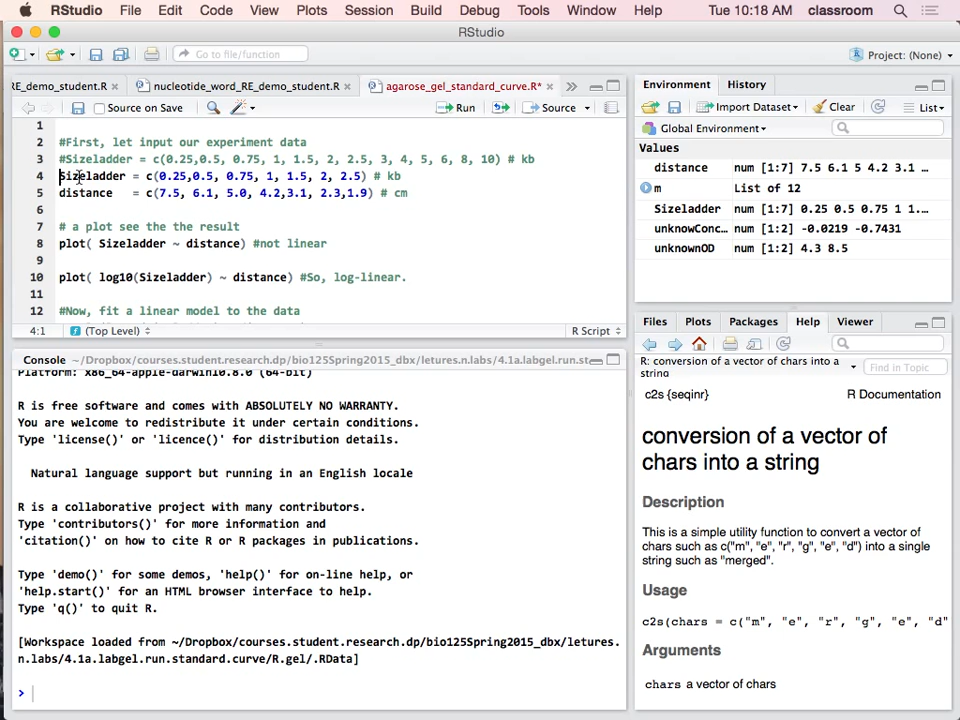 RStudio File Edit Code View Plots Session Build Debug Tools Window Help Tue 10:18 AM classroom
RStudio
Go to file/function Project: (None)
RE_demo_student.R nucleotide_word_RE_demo_student.R agarose_gel_standard_curve.R*
Source on Save Run Source
1
2 #First, let input our experiment data
3 #Sizeladder = c(0.25,0.5, 0.75, 1, 1.5, 2, 2.5, 3, 4, 5, 6, 8, 10) # kb
4 Sizeladder = c(0.25,0.5, 0.75, 1, 1.5, 2, 2.5) # kb
5 distance = c(7.5, 6.1, 5.0, 4.2,3.1, 2.3,1.9) # cm
6
7 # a plot see the the result
8 plot( Sizeladder ~ distance) #not linear
9
10 plot( log10(Sizeladder) ~ distance) #So, log-linear.
11
12 #Now, fit a linear model to the data
4:1 (Top Level) R Script
Console ~/Dropbox/courses.student.research.dp/bio125Spring2015_dbx/letures.n.labs/4.1a.labgel.run.st
Platform: x86_64-apple-darwin10.8.0 (64-bit)
R is free software and comes with ABSOLUTELY NO WARRANTY.
You are welcome to redistribute it under certain conditions.
Type 'license()' or 'licence()' for distribution details.
Natural language support but running in an English locale
R is a collaborative project with many contributors.
Type 'contributors()' for more information and
'citation()' on how to cite R or R packages in publications.
Type 'demo()' for some demos, 'help()' for on-line help, or
'help.start()' for an HTML browser interface to help.
Type 'q()' to quit R.
[Workspace loaded from ~/Dropbox/courses.student.research.dp/bio125Spring2015_dbx/letures.
n.labs/4.1a.labgel.run.standard.curve/R.gel/.RData]
>
Environment History
Import Dataset Clear List
Global Environment
Values
distance num [1:7] 7.5 6.1 5 4.2 3.1 ...
m List of 12
Sizeladder num [1:7] 0.25 0.5 0.75 1 1...
unknowConc… num [1:2] -0.0219 -0.7431
unknownOD num [1:2] 4.3 8.5
Files Plots Packages Help Viewer
R: conversion of a vector of chars into a
string
Find in Topic
c2s {seqinr} R Documentation
conversion of a vector of
chars into a string
Description
This is a simple utility function to convert a vector of
chars such as c("m", "e", "r", "g", "e", "d") into a single
string such as "merged".
Usage
c2s(chars = c("m", "e", "r", "g", "e", "d"
Arguments
chars a vector of chars